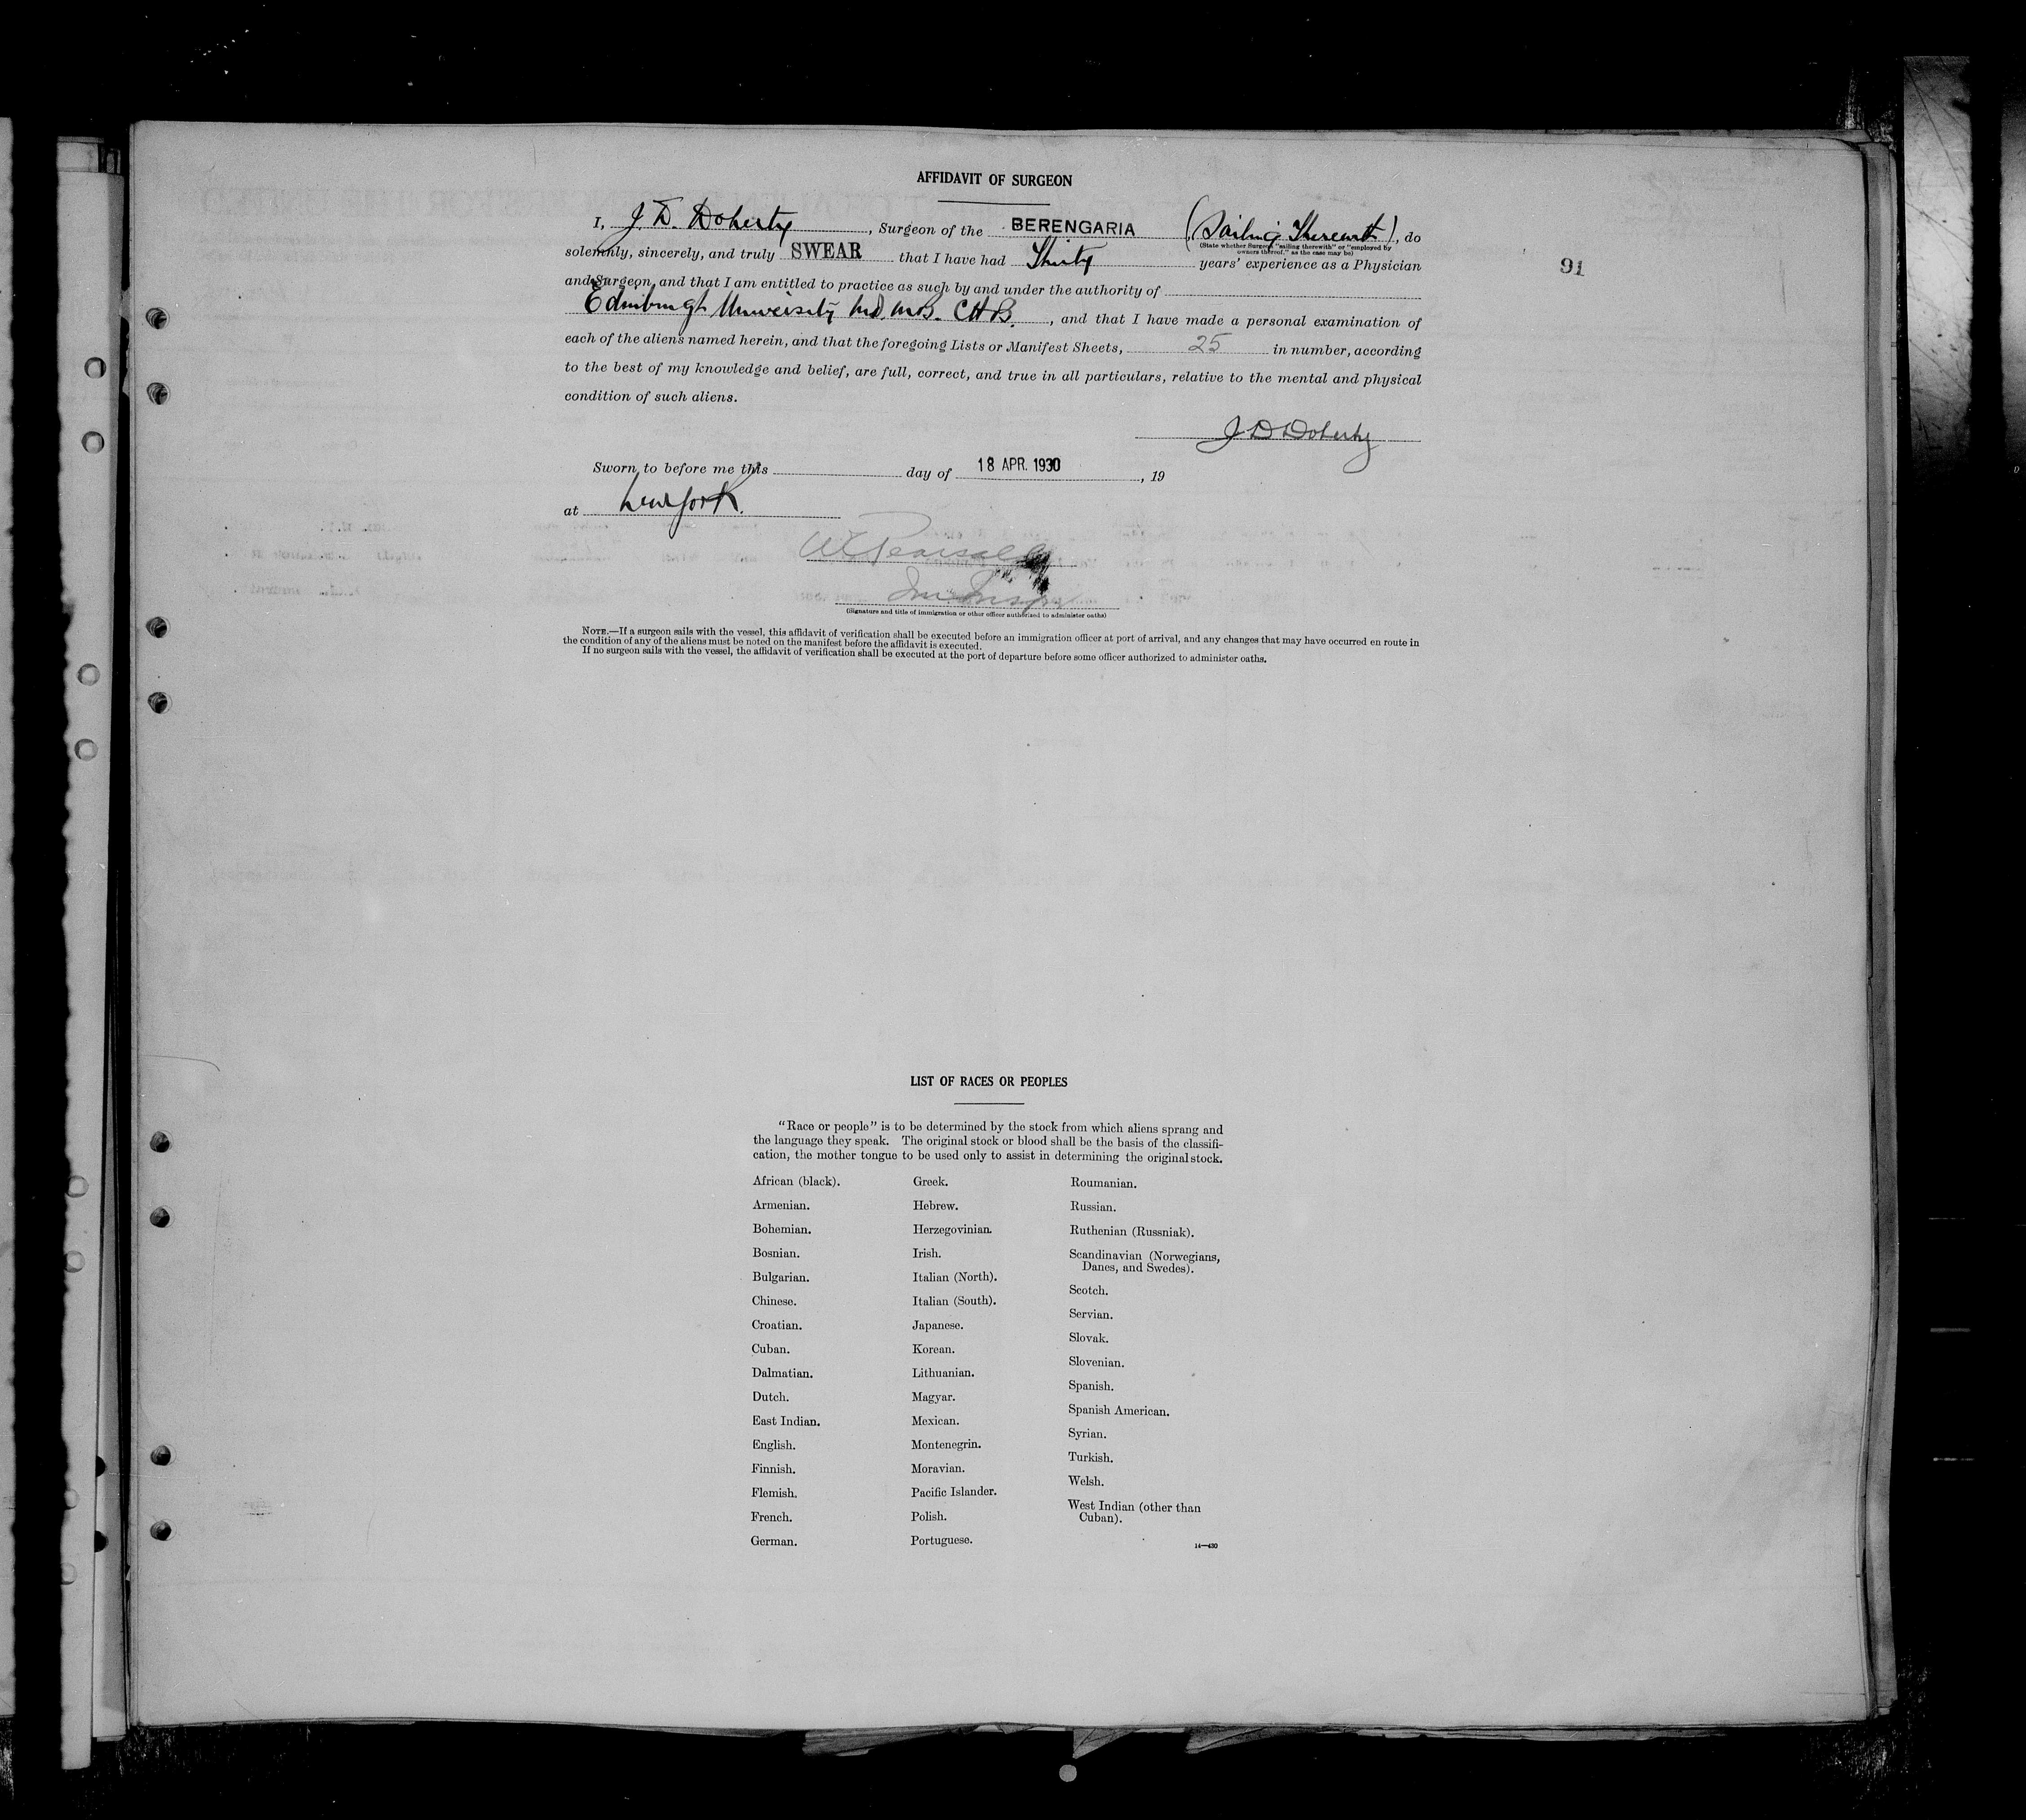 AFFIDAVIT OF SURGEON
I, J. D. Doherty, Surgeon of the BERENGARIA (Sailing Therewith), do
(State whether Surgeon "sailing therewith" or "employed by
owners thereof," as the case may be)
solemnly, sincerely, and truly SWEAR that I have had Thirty years' experience as a Physician
91
and Surgeon, and that I am entitled to practice as such by and under the authority of
Edinburgh University M.D. M.B. CH.B., and that I have made a personal examination of
each of the aliens named herein, and that the foregoing Lists or Manifest Sheets, 25 in number, according
to the best of my knowledge and belief, are full, correct, and true in all particulars, relative to the mental and physical
condition of such aliens.
J D Doherty
Sworn to before me this day of 18 APR. 1930, 19
at New York.
W E Pearsall
Imm Insp
(Signature and title of immigration or other officer authorized to administer oaths)
NOTE.—If a surgeon sails with the vessel, this affidavit of verification shall be executed before an immigration officer at port of arrival, and any changes that may have occurred en route in
the condition of any of the aliens must be noted on the manifest before the affidavit is executed.
If no surgeon sails with the vessel, the affidavit of verification shall be executed at the port of departure before some officer authorized to administer oaths.
LIST OF RACES OR PEOPLES
"Race or people" is to be determined by the stock from which aliens sprang and
the language they speak. The original stock or blood shall be the basis of the classifi-
cation, the mother tongue to be used only to assist in determining the original stock.
African (black).
Armenian.
Bohemian.
Bosnian.
Bulgarian.
Chinese.
Croatian.
Cuban.
Dalmatian.
Dutch.
East Indian.
English.
Finnish.
Flemish.
French.
German.
Greek.
Hebrew.
Herzegovinian.
Irish.
Italian (North).
Italian (South).
Japanese.
Korean.
Lithuanian.
Magyar.
Mexican.
Montenegrin.
Moravian.
Pacific Islander.
Polish.
Portuguese.
Roumanian.
Russian.
Ruthenian (Russniak).
Scandinavian (Norwegians,
Danes, and Swedes).
Scotch.
Servian.
Slovak.
Slovenian.
Spanish.
Spanish American.
Syrian.
Turkish.
Welsh.
West Indian (other than
Cuban).
14—430